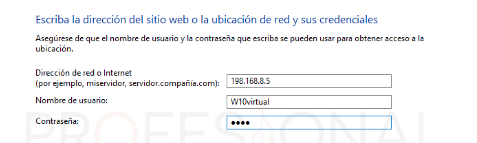 Escriba la dirección del sitio web o la ubicación de red y sus credenciales
Asegúrese de que el nombre de usuario y la contraseña que escriba se pueden usar para obtener acceso a la
ubicación.
Dirección de red o Internet
(por ejemplo, miservidor, servidor.compañia.com):
198.168.8.5
Nombre de usuario:
W10virtual
Contraseña:
●●●●
PROFESIONAL